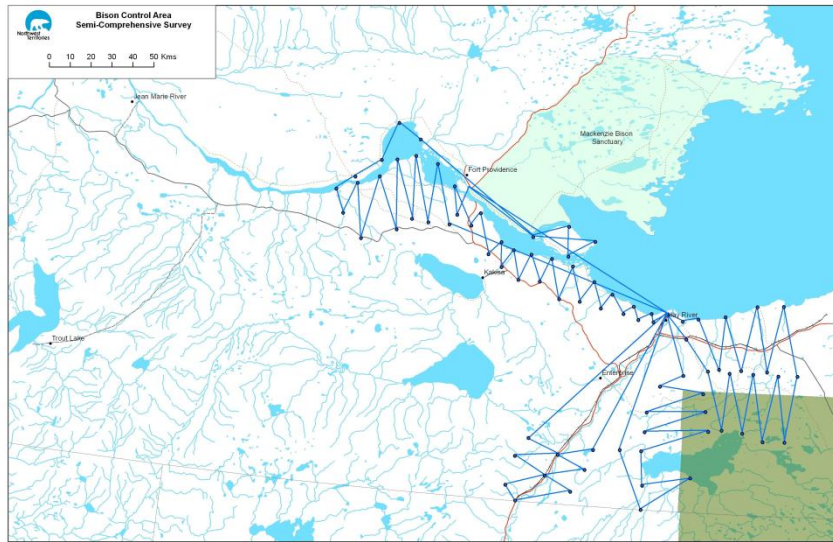 Bison Control Area
Semi-Comprehensive Survey
Northwest
Territories
0 10 20 30 40 50 Kms
Jean Marie River
Mackenzie Bison
Sanctuary
Fort Providence
Kakisa
Hay River
Trout Lake
Enterprise